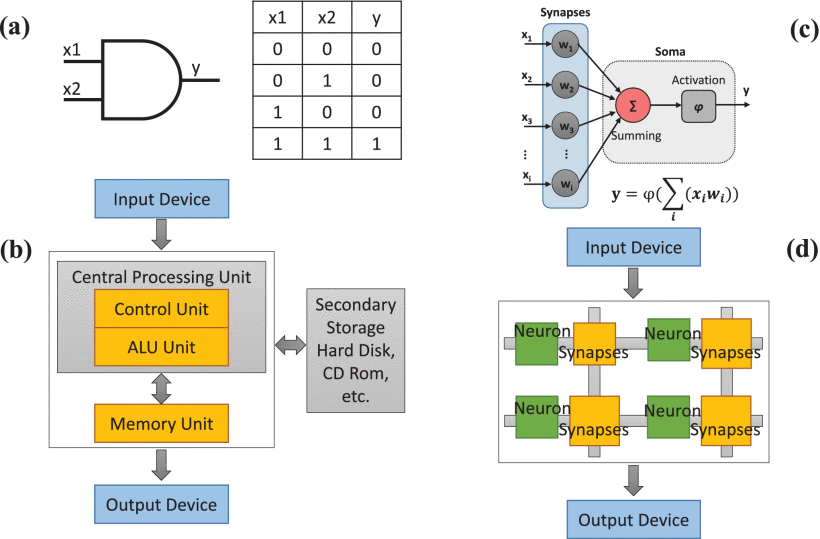 (a)
x1
x2
y
x1 x2 y
0 0 0
0 1 0
1 0 0
1 1 1
(b)
Input Device
Central Processing Unit
Control Unit
ALU Unit
Memory Unit
Output Device
Secondary
Storage
Hard Disk,
CD Rom,
etc.
(c)
Synapses
Soma
x₁ w₁
x₂ w₂
x₃ w₃
... ...
xᵢ wᵢ
Σ
Summing
Activation
φ
y
y = φ(∑ᵢ(xᵢwᵢ))
(d)
Input Device
Neuron Synapses Neuron Synapses
Neuron Synapses Neuron Synapses
Output Device